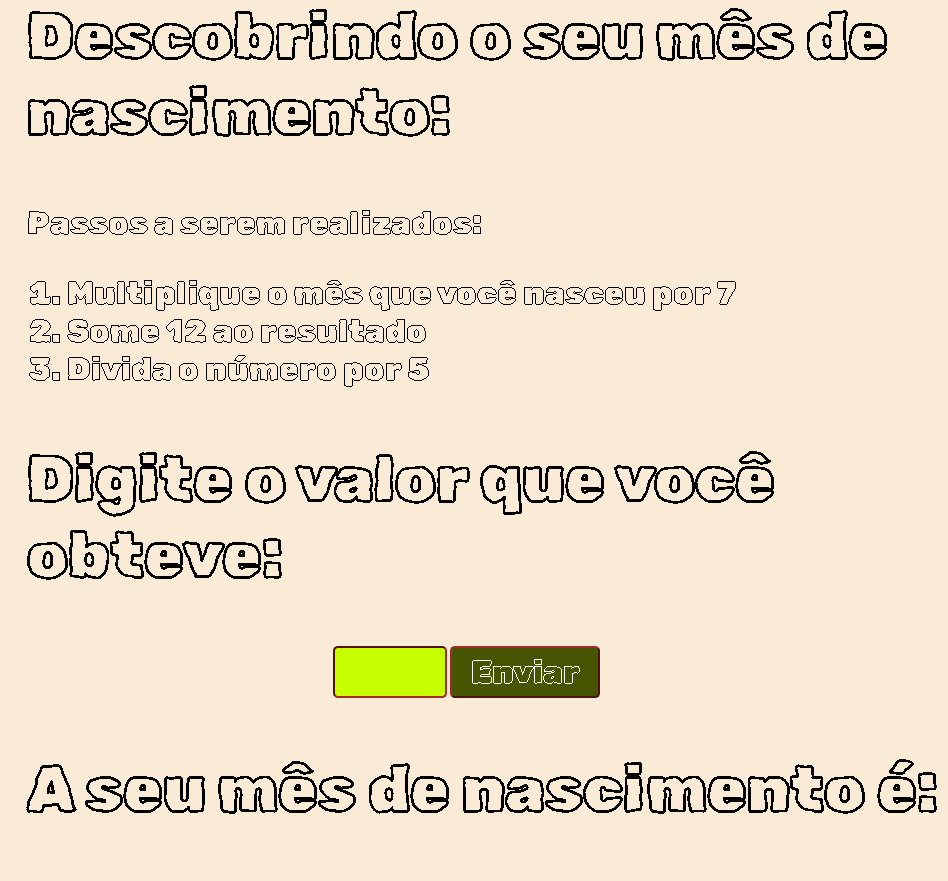 Descobrindo o seu mês de
nascimento:
Passos a serem realizados:
1. Multiplique o mês que você nasceu por 7
2. Some 12 ao resultado
3. Divida o número por 5
Digite o valor que você
obteve:
Enviar
A seu mês de nascimento é: